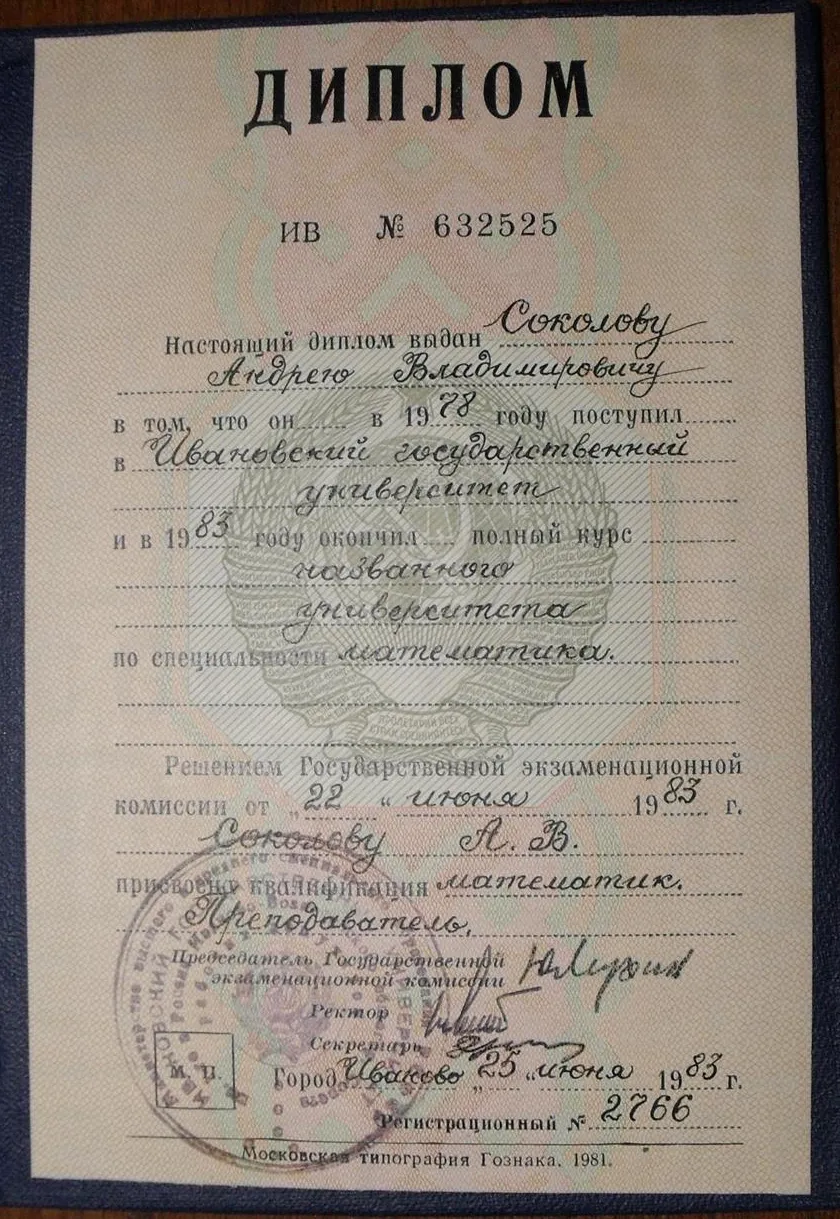 ДИПЛОМ
ИВ № 632525
Настоящий диплом выдан Соколову
Андрею Владимировичу
в том, что он в 1978 году поступил
в Ивановский государственный
университет
и в 1983 году окончил полный курс
названного
университета
по специальности математика.
Решением Государственной экзаменационной
комиссии от „22“ июня 1983 г.
Соколову А. В.
присвоена квалификация математик.
Преподаватель.
Председатель Государственной
экзаменационной комиссии
Ректор
Секретарь
М. П.
Город Иваново „25“ июня 1983 г.
Регистрационный № 2766
Московская типография Гознака. 1981.